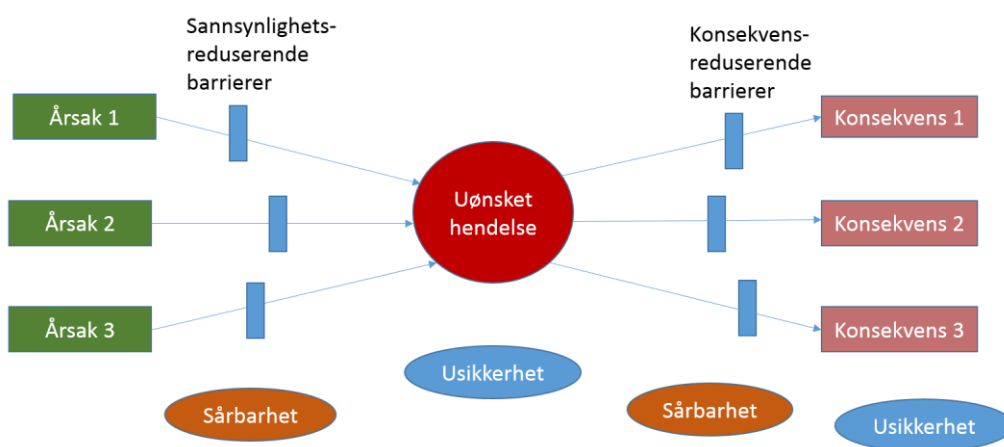 Sannsynlighets-
reduserende
barrierer
Konsekvens-
reduserende
barrierer
Årsak 1
Konsekvens 1
Årsak 2
Uønsket
hendelse
Konsekvens 2
Årsak 3
Konsekvens 3
Usikkerhet
Sårbarhet
Sårbarhet
Usikkerhet